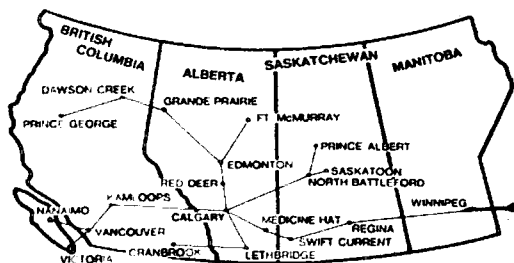 BRITISH
COLUMBIA
ALBERTA
SASKATCHEWAN
MANITOBA
DAWSON CREEK
GRANDE PRAIRIE
PRINCE GEORGE
FT McMURRAY
PRINCE ALBERT
EDMONTON
SASKATOON
NORTH BATTLEFORD
RED DEER
KAMLOOPS
NANAIMO
CALGARY
WINNIPEG
MEDICINE HAT
REGINA
VANCOUVER
SWIFT CURRENT
CRANBROOK
LETHBRIDGE
VICTORIA